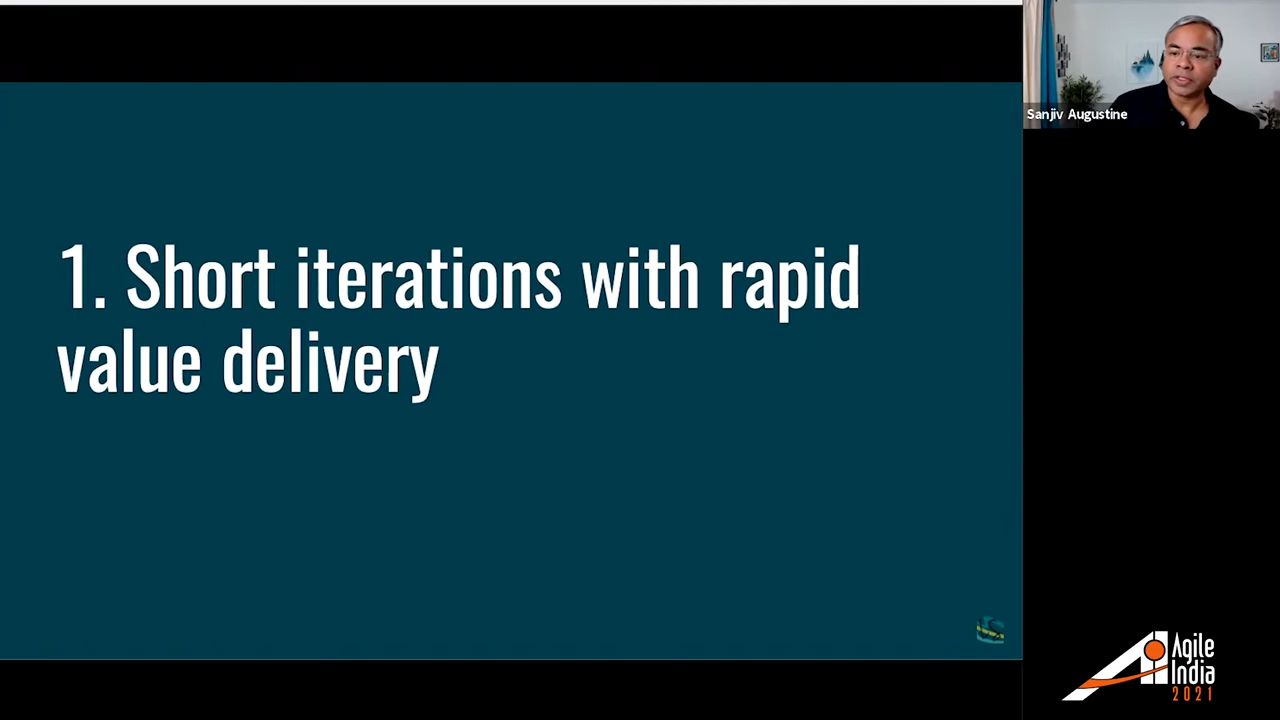 1. Short iterations with rapid
value delivery
Sanjiv Augustine
Agile
India
2021